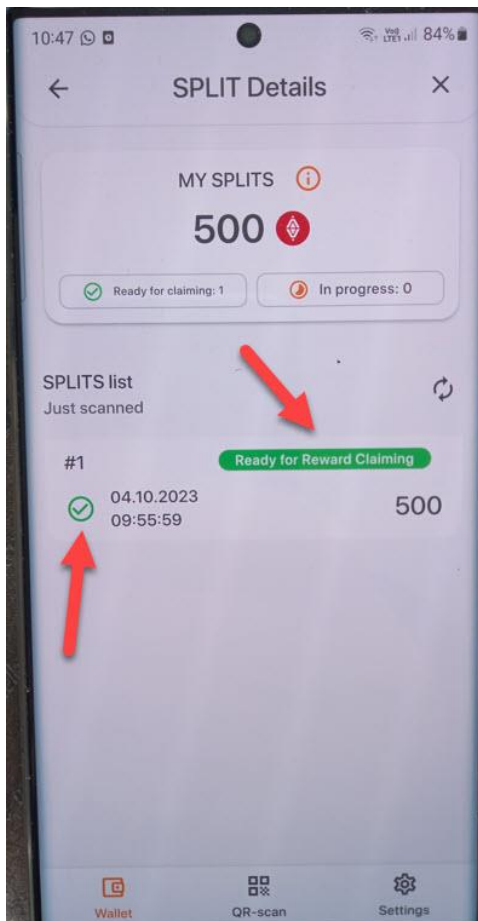 10:47 84%
SPLIT Details
MY SPLITS
500
Ready for claiming: 1 In progress: 0
SPLITS list
Just scanned
#1 Ready for Reward Claiming
04.10.2023
09:55:59
500
Wallet QR-scan Settings